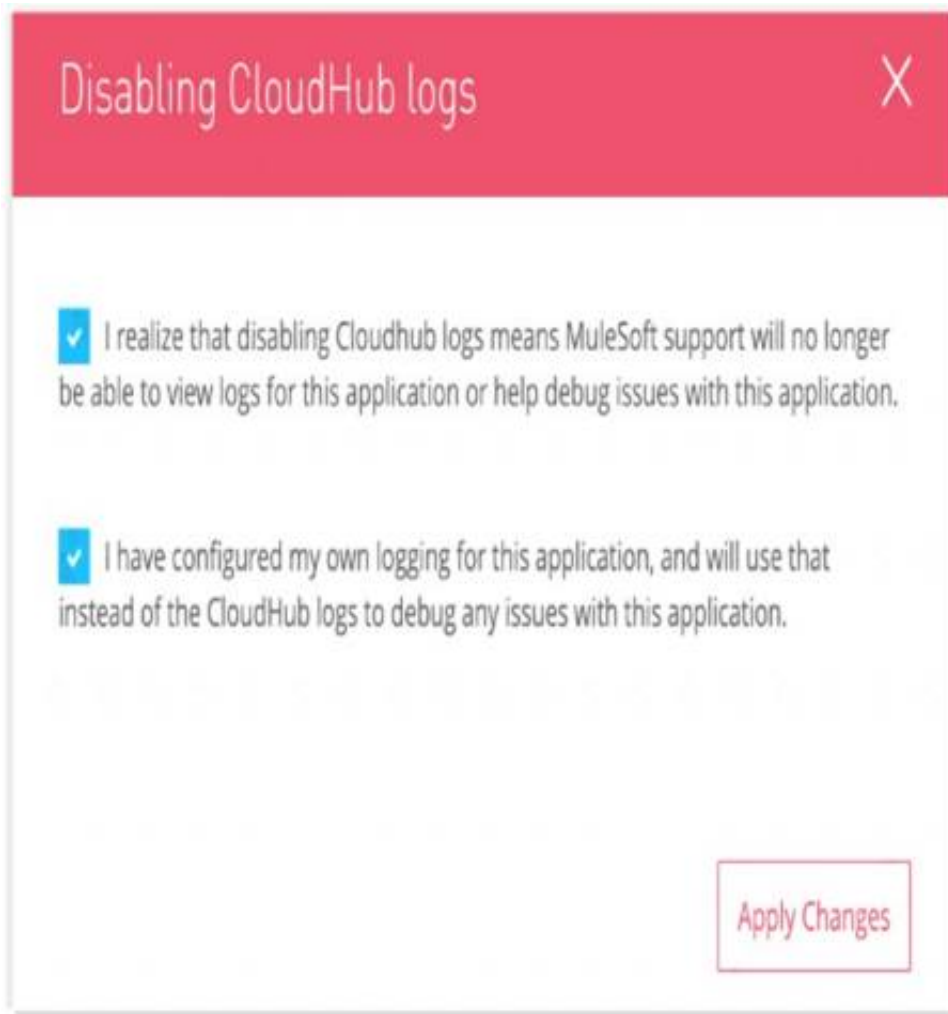 Disabling CloudHub logs X
I realize that disabling Cloudhub logs means MuleSoft support will no longer
be able to view logs for this application or help debug issues with this application.
I have configured my own logging for this application, and will use that
instead of the CloudHub logs to debug any issues with this application.
Apply Changes